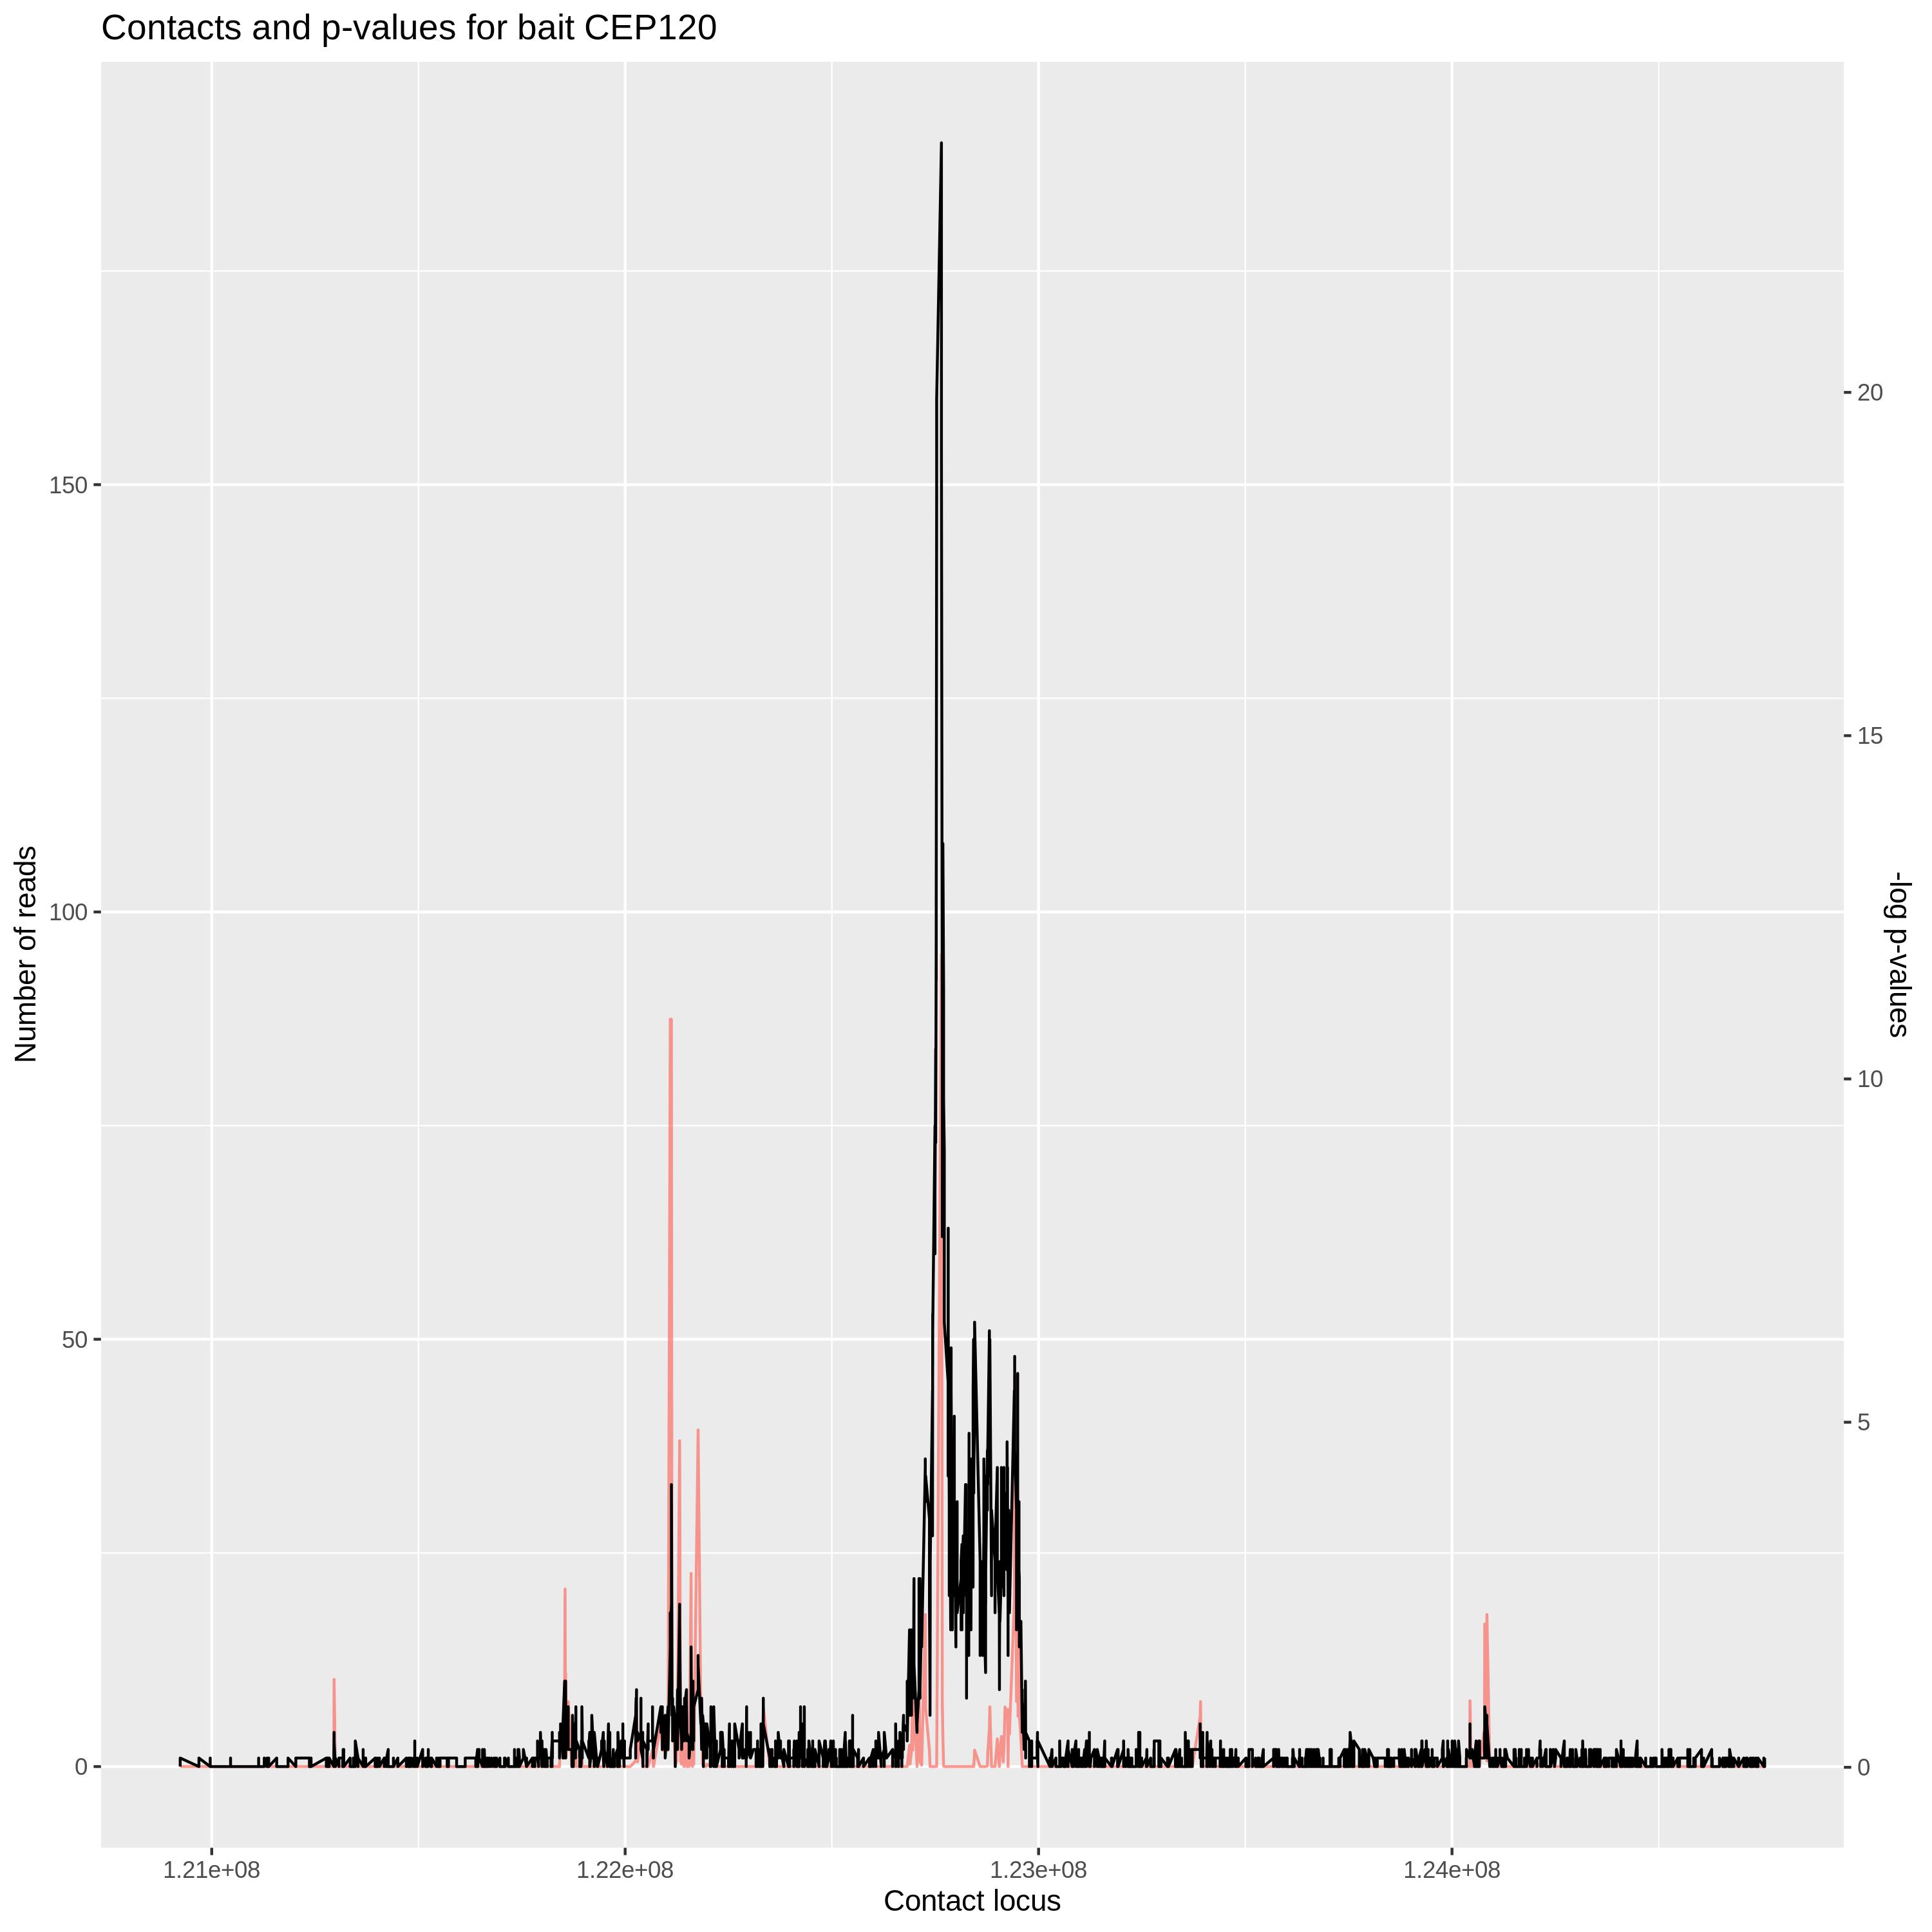 Contacts and p-values for bait CEP120
Number of reads
150
100
50
0
20
15
10
5
0
-log p-values
1.21e+08
1.22e+08
1.23e+08
1.24e+08
Contact locus